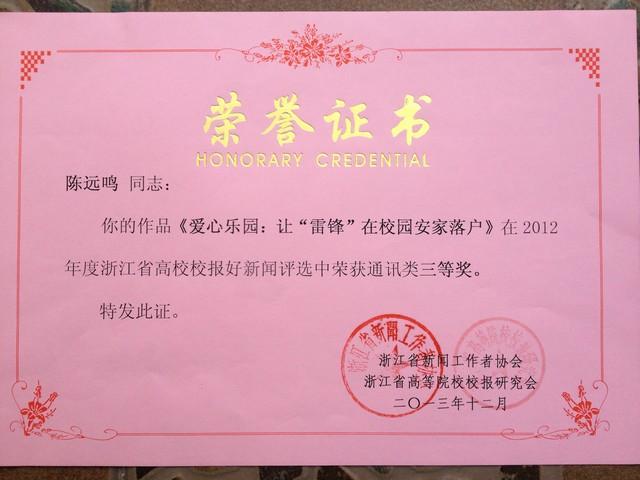 荣誉证书
HONORARY CREDENTIAL
陈远鸣 同志：
你的作品《爱心乐园：让“雷锋”在校园安家落户》在2012
年度浙江省高校校报好新闻评选中荣获通讯类三等奖。
特发此证。
浙江省新闻工作者协会
浙江省高等院校校报研究会
二〇一三年十二月